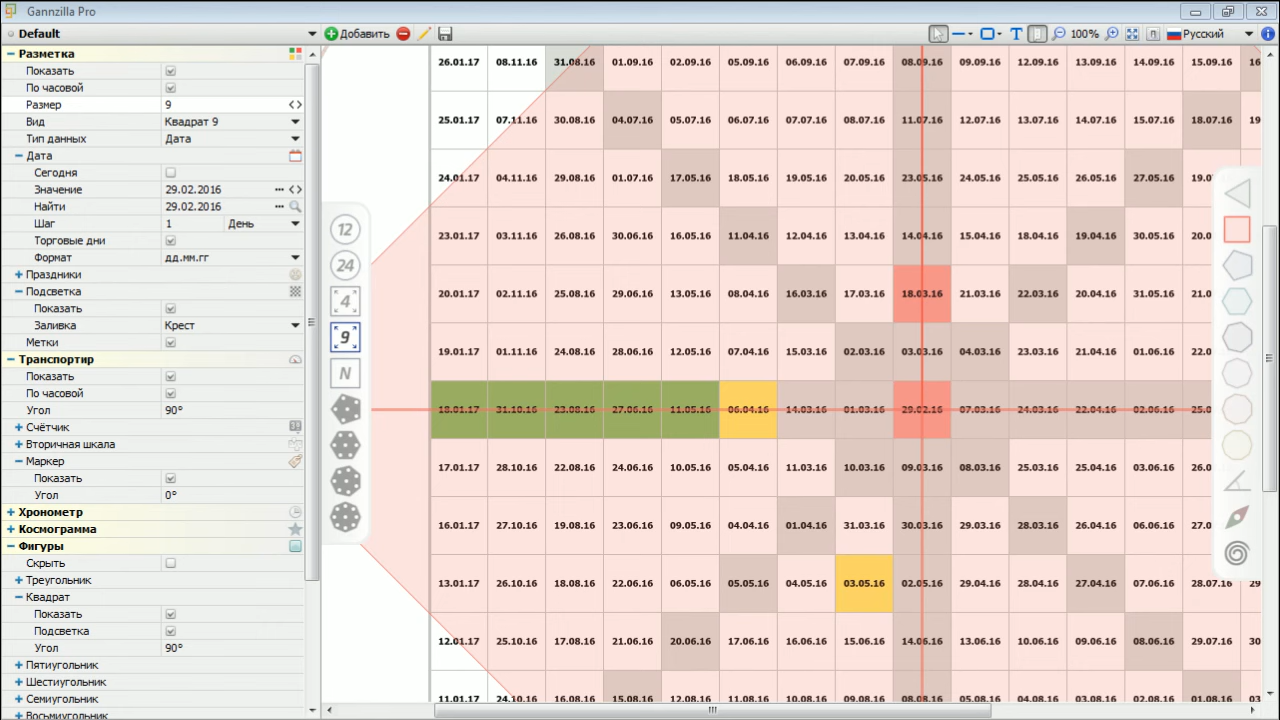 Gannzilla Pro
Default
Добавить
T
100%
Русский
Разметка
Показать
По часовой
Размер 9
Вид Квадрат 9
Тип данных Дата
Дата
Сегодня
Значение 29.02.2016
Найти 29.02.2016
Шаг 1 День
Торговые дни
Формат дд.мм.гг
Праздники
Подсветка
Показать
Заливка Крест
Метки
Транспортир
Показать
По часовой
Угол 90°
Счётчик
Вторичная шкала
Маркер
Показать
Угол 0°
Хронометр
Космограмма
Фигуры
Скрыть
Треугольник
Квадрат
Показать
Подсветка
Угол 90°
Пятиугольник
Шестиугольник
Семиугольник
Восьмиугольник
12
24
4
9
N
26.01.17 08.11.16 31.08.16 01.09.16 02.09.16 05.09.16 06.09.16 07.09.16 08.09.16 09.09.16 12.09.16 13.09.16 14.09.16 15.09.16 16
25.01.17 07.11.16 30.08.16 04.07.16 05.07.16 06.07.16 07.07.16 08.07.16 11.07.16 12.07.16 13.07.16 14.07.16 15.07.16 18.07.16 19
24.01.17 04.11.16 29.08.16 01.07.16 17.05.16 18.05.16 19.05.16 20.05.16 23.05.16 24.05.16 25.05.16 26.05.16 27.05.16 19.0
23.01.17 03.11.16 26.08.16 30.06.16 16.05.16 11.04.16 12.04.16 13.04.16 14.04.16 15.04.16 18.04.16 19.04.16 30.05.16 20.0
20.01.17 02.11.16 25.08.16 29.06.16 13.05.16 08.04.16 16.03.16 17.03.16 18.03.16 21.03.16 22.03.16 20.04.16 31.05.16 21.0
19.01.17 01.11.16 24.08.16 28.06.16 12.05.16 07.04.16 15.03.16 02.03.16 03.03.16 04.03.16 23.03.16 21.04.16 01.06.16 22.0
18.01.17 31.10.16 23.08.16 27.06.16 11.05.16 06.04.16 14.03.16 01.03.16 29.02.16 07.03.16 24.03.16 22.04.16 02.06.16 25.0
17.01.17 28.10.16 22.08.16 24.06.16 10.05.16 05.04.16 11.03.16 10.03.16 09.03.16 08.03.16 25.03.16 25.04.16 03.06.16 26.0
16.01.17 27.10.16 19.08.16 23.06.16 09.05.16 04.04.16 01.04.16 31.03.16 30.03.16 29.03.16 28.03.16 26.04.16 06.06.16 27.0
13.01.17 26.10.16 18.08.16 22.06.16 06.05.16 05.05.16 04.05.16 03.05.16 02.05.16 29.04.16 28.04.16 27.04.16 07.06.16 28.07.16 29
12.01.17 25.10.16 17.08.16 21.06.16 20.06.16 17.06.16 16.06.16 15.06.16 14.06.16 13.06.16 10.06.16 09.06.16 08.06.16 29.07.16 30
11.01.17 24.10.16 16.08.16 15.08.16 12.08.16 11.08.16 10.08.16 09.08.16 08.08.16 05.08.16 04.08.16 03.08.16 02.08.16 01.08.16 31